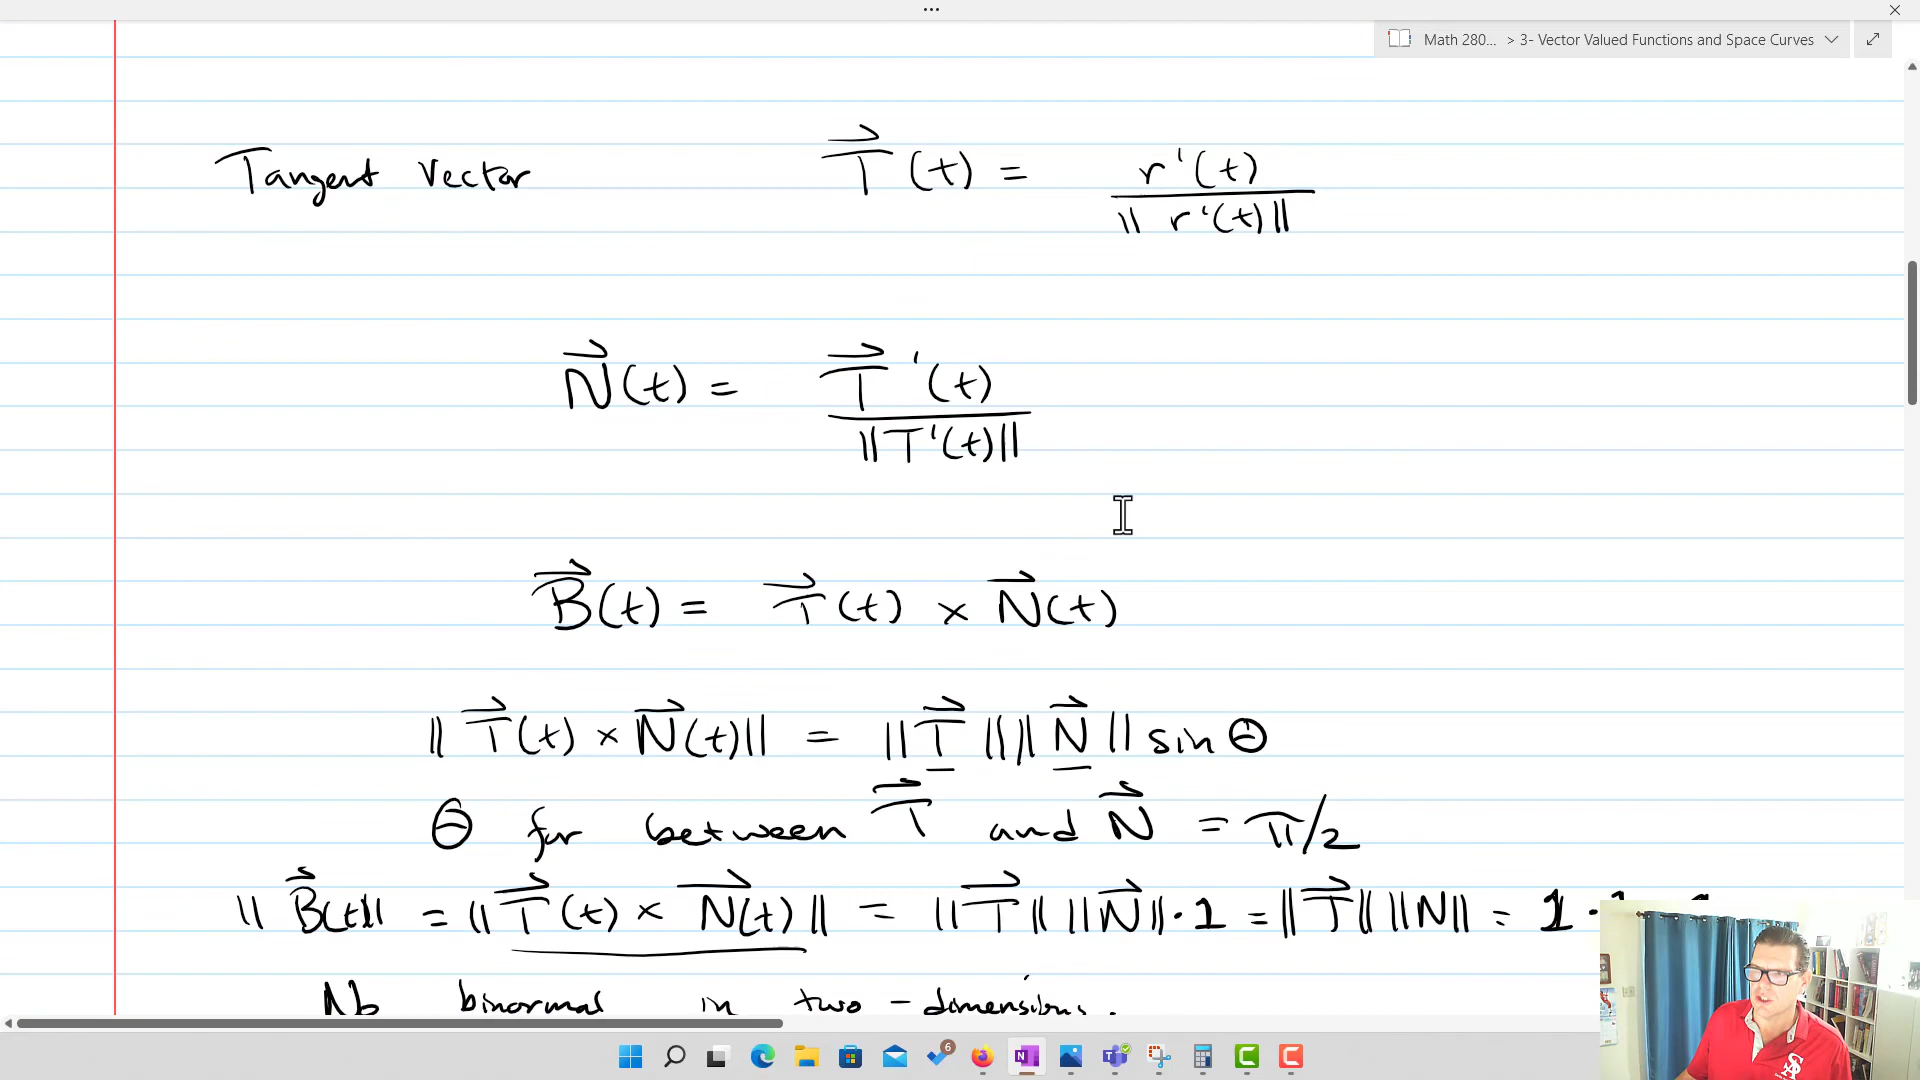 Math 280... > 3- Vector Valued Functions and Space Curves
Tangent Vector T(t) = r'(t) / || r'(t) ||
N(t) = T'(t) / || T'(t) ||
B(t) = T(t) × N(t)
|| T(t) × N(t) || = || T || || N || sin Θ
Θ for between T and N = π/2
|| B(t) || = || T(t) × N(t) || = || T || || N || · 1 = || T || || N || = 1 ·
No binormal in two - dimensions.
6